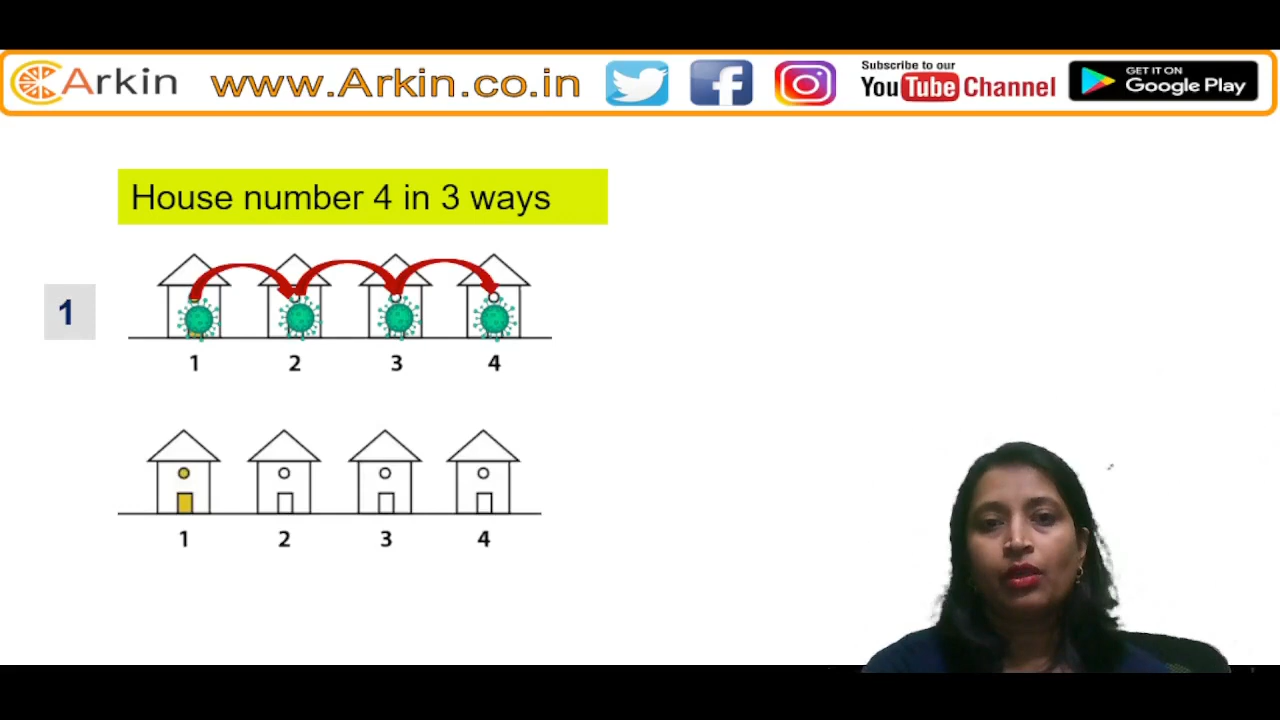 Arkin www.Arkin.co.in Subscribe to our GET IT ON
YouTube Channel Google Play
House number 4 in 3 ways
1
1 2 3 4
1 2 3 4